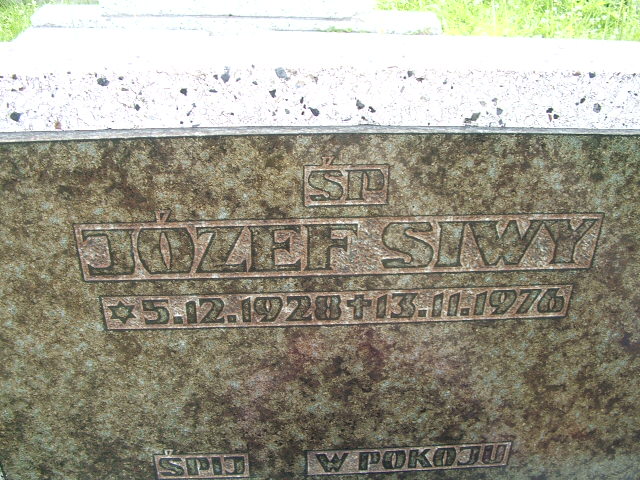 ŚP
JÓZEF SIWY
✡5.12.1928✝13.11.1976
ŚPIJ W POKOJU